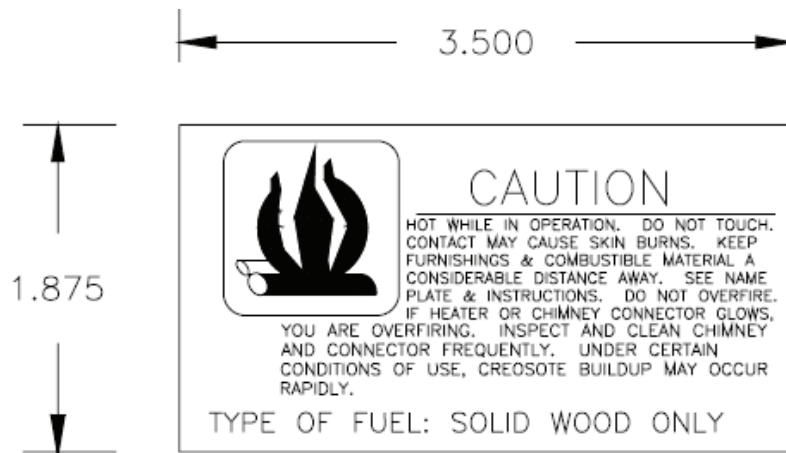 3.500
1.875
CAUTION
HOT WHILE IN OPERATION. DO NOT TOUCH.
CONTACT MAY CAUSE SKIN BURNS. KEEP
FURNISHINGS & COMBUSTIBLE MATERIAL A
CONSIDERABLE DISTANCE AWAY. SEE NAME
PLATE & INSTRUCTIONS. DO NOT OVERFIRE.
IF HEATER OR CHIMNEY CONNECTOR GLOWS,
YOU ARE OVERFIRING. INSPECT AND CLEAN CHIMNEY
AND CONNECTOR FREQUENTLY. UNDER CERTAIN
CONDITIONS OF USE, CREOSOTE BUILDUP MAY OCCUR
RAPIDLY.
TYPE OF FUEL: SOLID WOOD ONLY